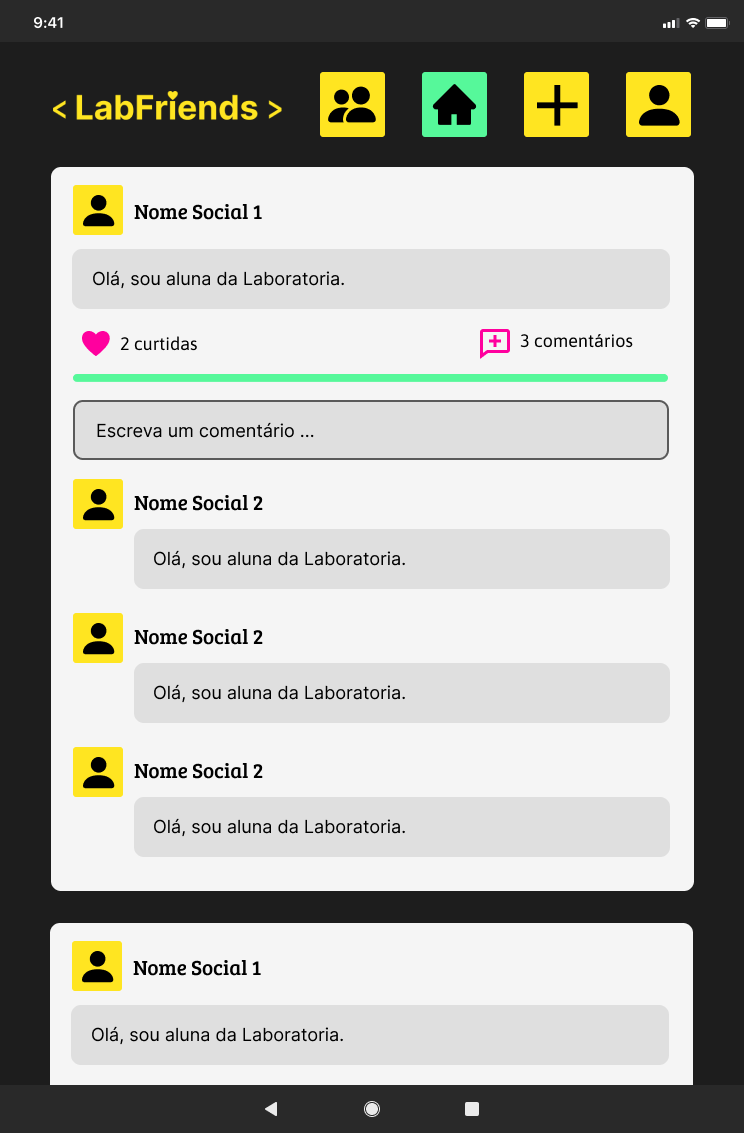 9:41
< LabFriends >
Nome Social 1
Olá, sou aluna da Laboratoria.
2 curtidas
3 comentários
Escreva um comentário ...
Nome Social 2
Olá, sou aluna da Laboratoria.
Nome Social 2
Olá, sou aluna da Laboratoria.
Nome Social 2
Olá, sou aluna da Laboratoria.
Nome Social 1
Olá, sou aluna da Laboratoria.